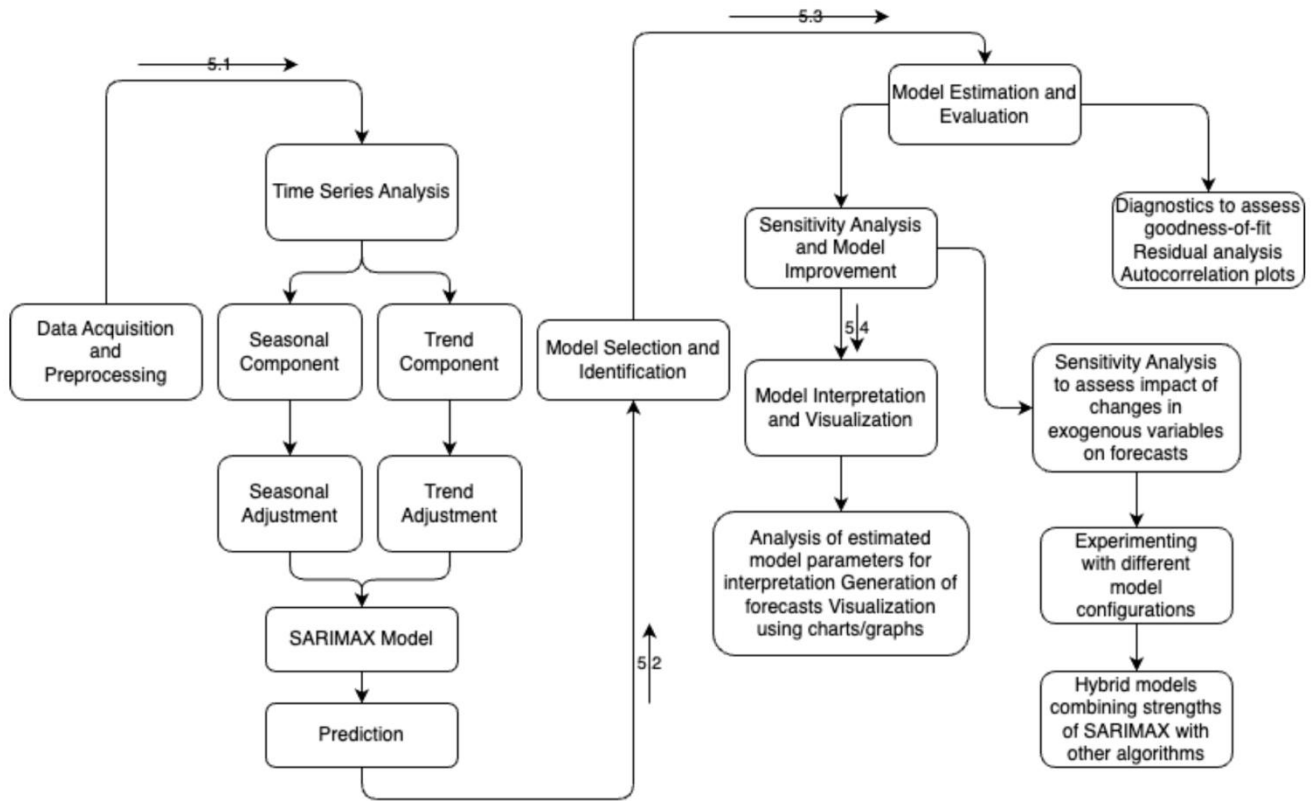 5.1
Time Series Analysis
Data Acquisition
and
Preprocessing
Seasonal
Component
Trend
Component
Seasonal
Adjustment
Trend
Adjustment
SARIMAX Model
Prediction
5.2
Model Selection and
Identification
5.3
Model Estimation and
Evaluation
Diagnostics to assess
goodness-of-fit
Residual analysis
Autocorrelation plots
Sensitivity Analysis
and Model
Improvement
5.4
Model Interpretation
and Visualization
Analysis of estimated
model parameters for
interpretation Generation of
forecasts Visualization
using charts/graphs
Sensitivity Analysis
to assess impact of
changes in
exogenous variables
on forecasts
Experimenting
with different
model
configurations
Hybrid models
combining strengths
of SARIMAX with
other algorithms